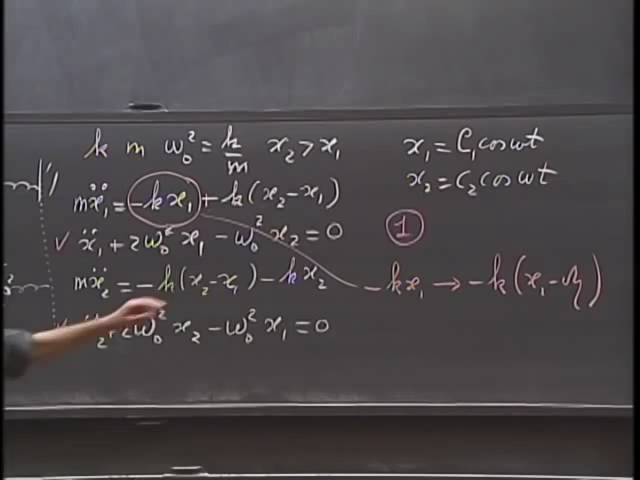 k m ω₀² = k/m x₂ > x₁
mẍ₁ = -kx₁ + k(x₂-x₁)
✓ ẍ₁ + 2ω₀² x₁ - ω₀² x₂ = 0
mẍ₂ = -k(x₂-x₁) - kx₂
₂ + 2ω₀² x₂ - ω₀² x₁ = 0
x₁ = C₁ cos ωt
x₂ = C₂ cos ωt
1
-kx₁ → -k(x₁-η)